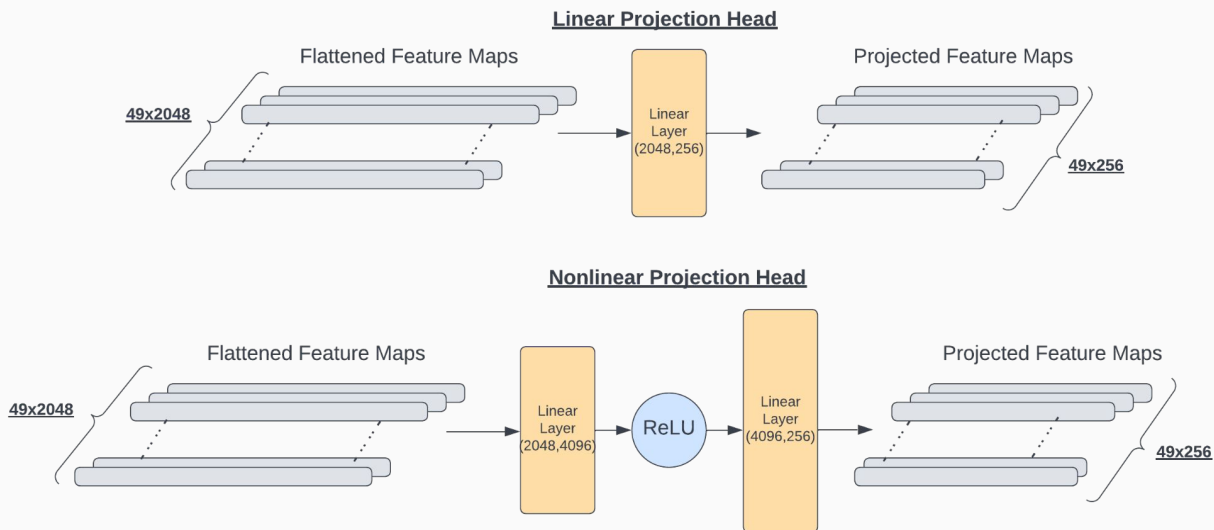 Linear Projection Head
Flattened Feature Maps
Projected Feature Maps
49x2048
Linear
Layer
(2048,256)
49x256
Nonlinear Projection Head
Flattened Feature Maps
Projected Feature Maps
49x2048
Linear
Layer
(2048,4096)
ReLU
Linear
Layer
(4096,256)
49x256